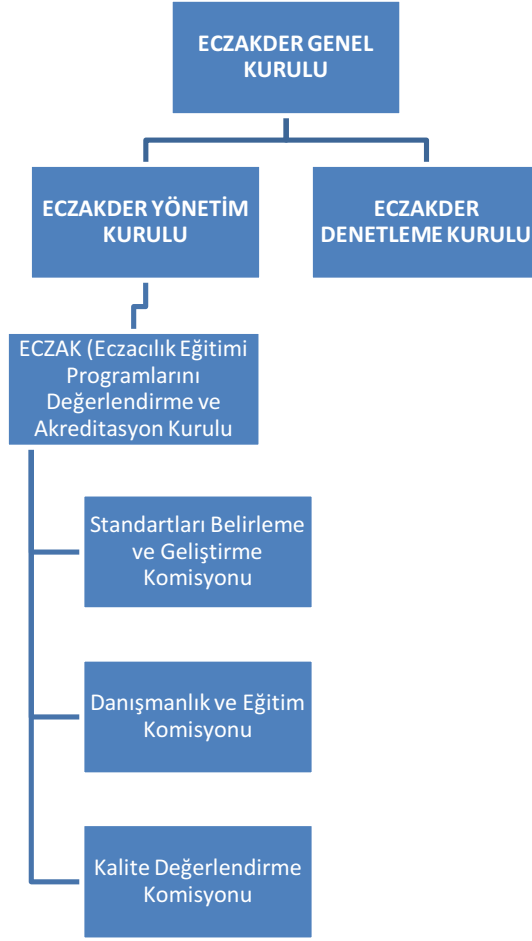 ECZAKDER GENEL
KURULU
ECZAKDER YÖNETİM
KURULU
ECZAKDER
DENETLEME KURULU
ECZAK (Eczacılık Eğitimi
Programlarını
Değerlendirme ve
Akreditasyon Kurulu
Standartları Belirleme
ve Geliştirme
Komisyonu
Danışmanlık ve Eğitim
Komisyonu
Kalite Değerlendirme
Komisyonu